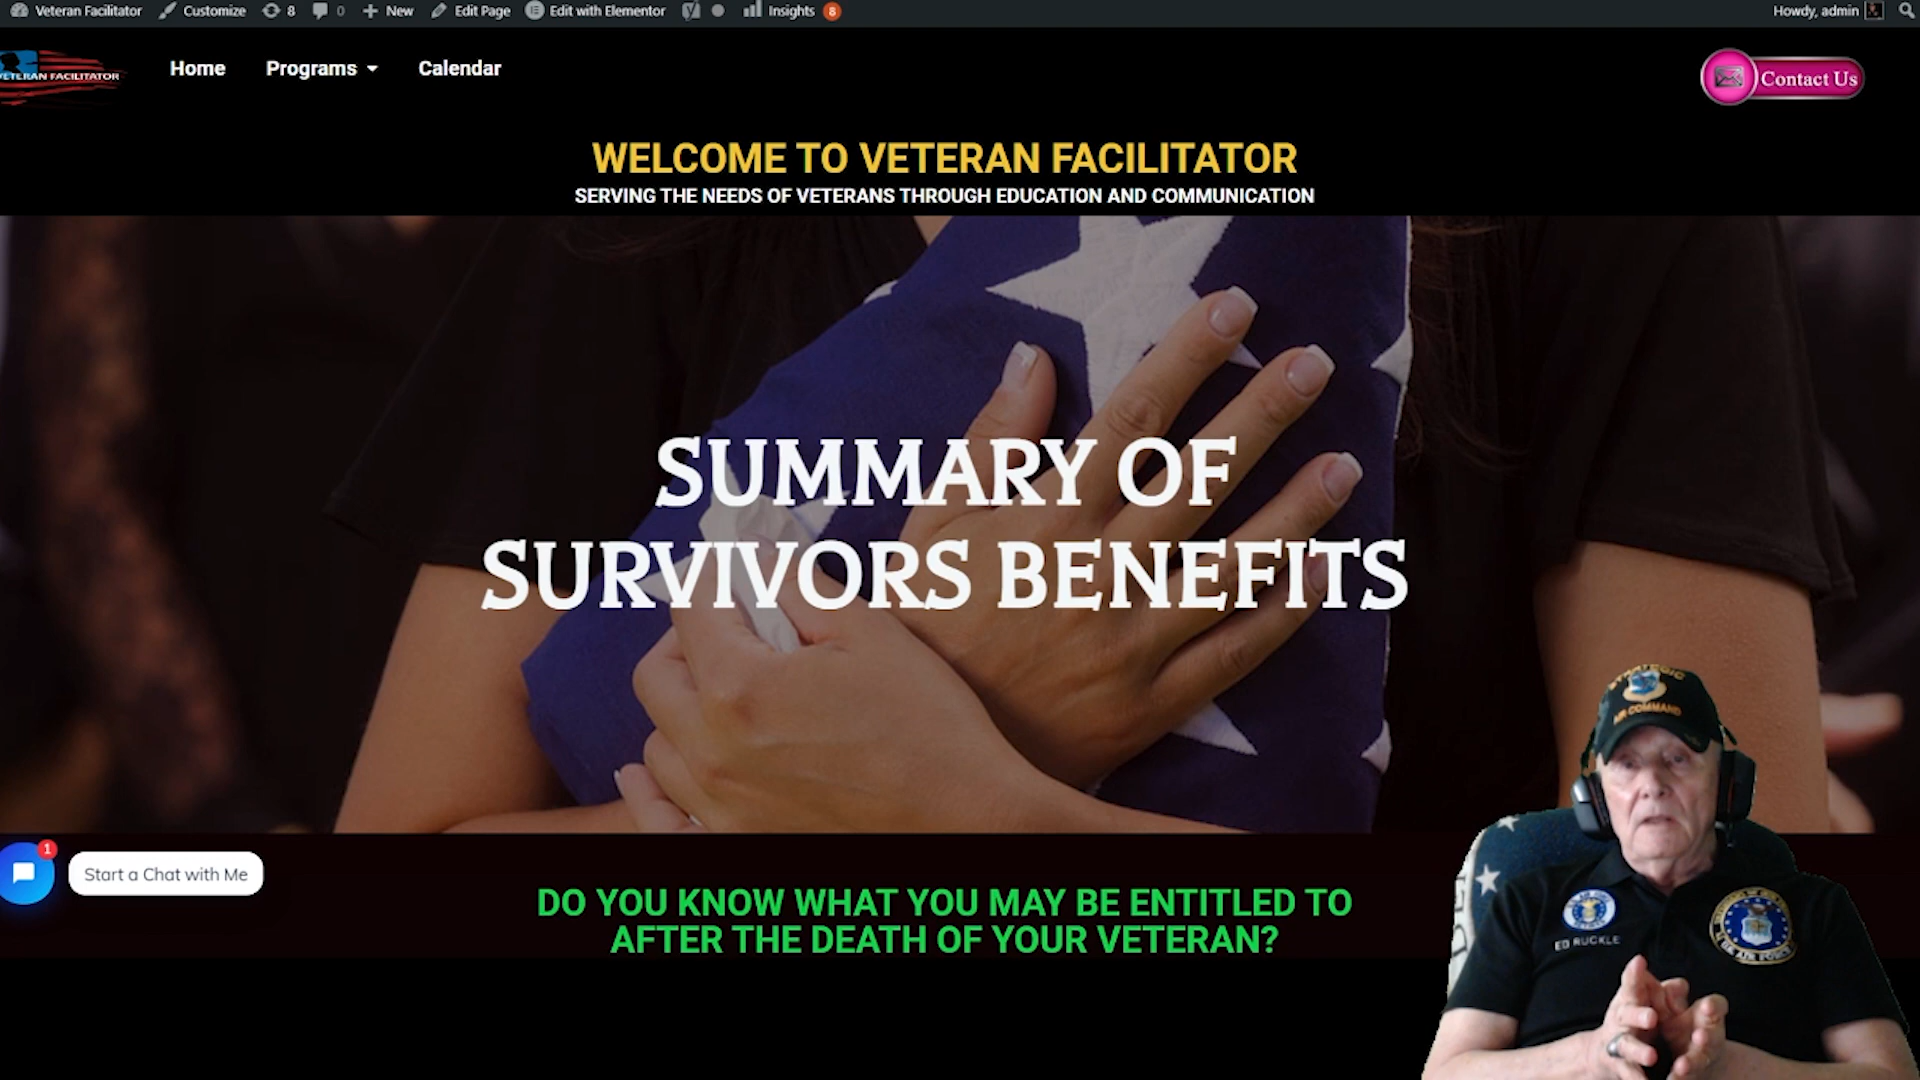 Veteran Facilitator Customize 8 0 New Edit Page Edit with Elementor Insights 8 Howdy, admin
VETERAN FACILITATOR
Home Programs Calendar
Contact Us
WELCOME TO VETERAN FACILITATOR
SERVING THE NEEDS OF VETERANS THROUGH EDUCATION AND COMMUNICATION
SUMMARY OF
SURVIVORS BENEFITS
STRATEGIC
AIR COMMAND
1
Start a Chat with Me
DO YOU KNOW WHAT YOU MAY BE ENTITLED TO
AFTER THE DEATH OF YOUR VETERAN?
ED RUCKLE